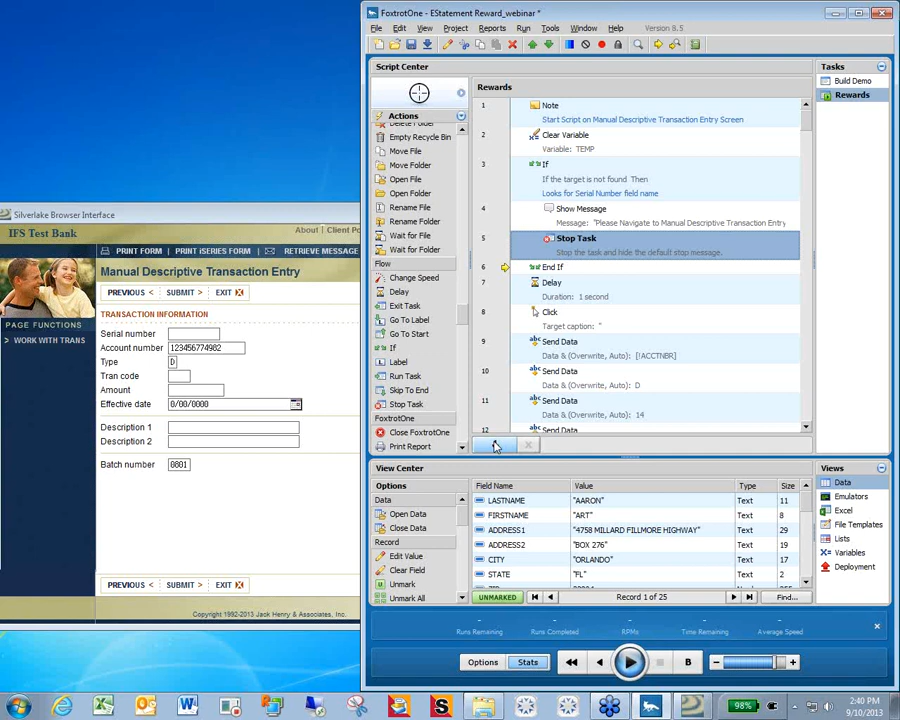 FoxtrotOne - EStatement Reward_webinar *
File Edit View Project Reports Run Tools Window Help Version 8.5
Script Center
Actions
Delete Folder
Empty Recycle Bin
Move File
Move Folder
Open File
Open Folder
Rename File
Rename Folder
Wait for File
Wait for Folder
Flow
Change Speed
Delay
Exit Task
Go To Label
Go To Start
If
Label
Run Task
Skip To End
Stop Task
FoxtrotOne
Close FoxtrotOne
Print Report
Rewards
1 Note
Start Script on Manual Descriptive Transaction Entry Screen
2 Clear Variable
Variable: TEMP
3 If
If the target is not found Then
Looks for Serial Number field name
4 Show Message
Message: "Please Navigate to Manual Descriptive Transaction Entry
5 Stop Task
Stop the task and hide the default stop message.
6 End If
7 Delay
Duration: 1 second
8 Click
Target caption: ''
9 Send Data
Data & (Overwrite, Auto): [!ACCTNBR]
10 Send Data
Data & (Overwrite, Auto): D
11 Send Data
Data & (Overwrite, Auto): 14
12 Send Data
Tasks
Build Demo
Rewards
Silverlake Browser Interface
IFS Test Bank
About | Client Po
PRINT FORM | PRINT iSERIES FORM RETRIEVE MESSAGE
Manual Descriptive Transaction Entry
PREVIOUS < SUBMIT > EXIT
PAGE FUNCTIONS
> WORK WITH TRANS
TRANSACTION INFORMATION
Serial number
Account number 123456774982
Type D
Tran code
Amount
Effective date 0/00/0000
Description 1
Description 2
Batch number 0801
PREVIOUS < SUBMIT > EXIT
Copyright 1992-2013 Jack Henry & Associates, Inc.
View Center
Options
Data
Open Data
Close Data
Record
Edit Value
Clear Field
Unmark
Unmark All
Field Name Value Type Size
LASTNAME "AARON" Text 11
FIRSTNAME "ART" Text 8
ADDRESS1 "4758 MILLARD FILLMORE HIGHWAY" Text 29
ADDRESS2 "BOX 276" Text 19
CITY "ORLANDO" Text 17
STATE "FL" Text 2
UNMARKED Record 1 of 25 Find...
Views
Data
Emulators
Excel
File Templates
Lists
Variables
Deployment
Runs Remaining Runs Completed RPMs Time Remaining Average Speed
Options Stats B
98% 2:40 PM
9/10/2013